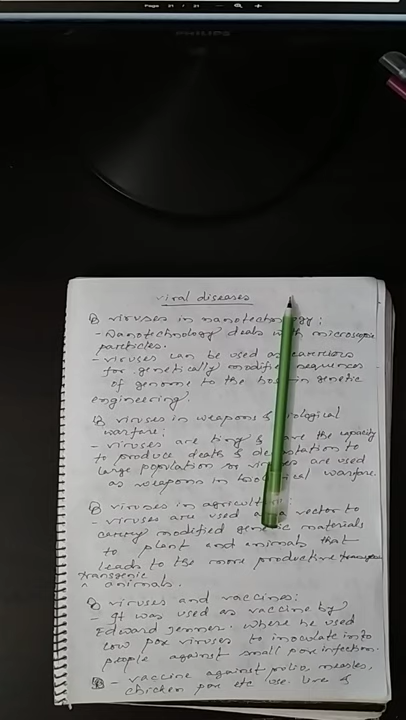 Page 21 / 21
PHILIPS
viral diseases
viruses in nanotechnology:
- Nanotechnology deals with microscopic
particles.
- viruses can be used as carriers
for genetically modified sequences
of genome to the host in genetic
engineering.
viruses in weapons & biological
warfare:
- viruses are tiny & have the capacity
to produce death & devastation to
large population so viruses are used
as weapons in biological warfare.
viruses in agriculture:
- viruses are used as a vector to
carry modified genetic materials
to plant and animals that
leads to the more productive
transgenic
animals.
viruses and vaccines:
- It was used as vaccine by
Edward Jenner. Where he used
cow pox viruses to inoculate into
people against small pox infection.
- vaccine against polio, measles,
chicken pox etc use live &